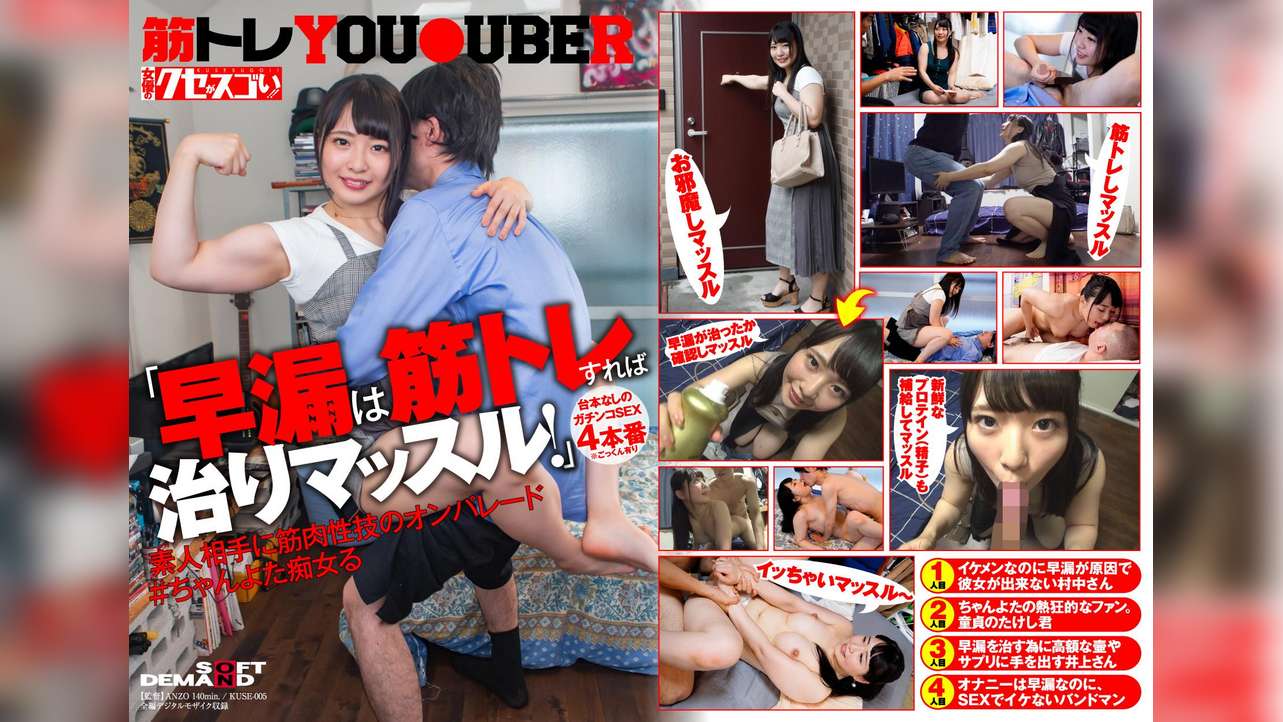 筋トレYOU●UBER
女優のクセがスゴい!!
KUSESUGOI!
「早漏は筋トレすれば
治りマッスル!」
台本なしの
ガチンコSEX
4本番
※ごっくん有り
素人相手に筋肉性技のオンパレード
#ちゃんよた痴女る
SOFT
ON
DEMAND
【監督】ANZO 140min. / KUSE-005
全編デジタルモザイク収録
お邪魔しマッスル
筋トレしマッスル
早漏が治ったか
確認しマッスル
新鮮な
プロテイン(精子)も
補給してマッスル
イッちゃいマッスル〜
1人目
イケメンなのに早漏が原因で
彼女が出来ない村中さん
2人目
ちゃんよたの熱狂的なファン。
童貞のたけし君
3人目
早漏を治す為に高額な壷や
サプリに手を出す井上さん
4人目
オナニーは早漏なのに、
SEXでイケないバンドマン